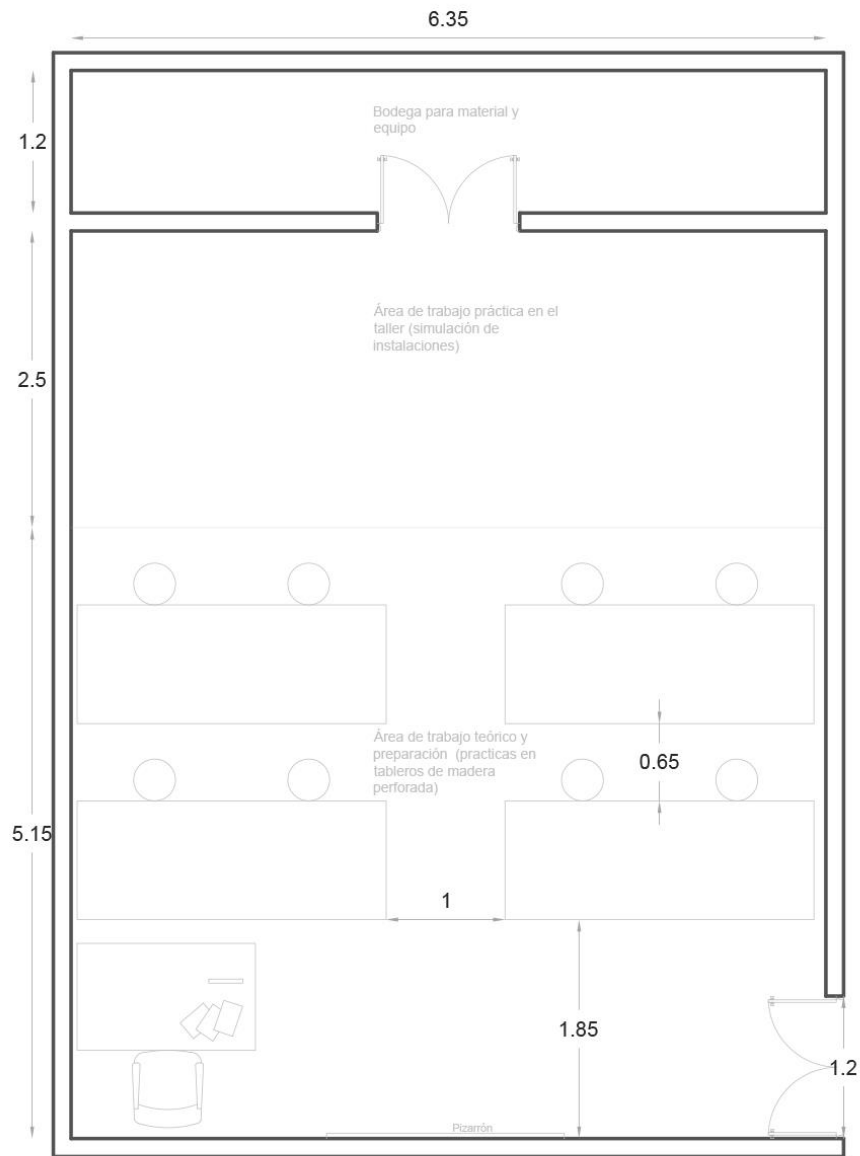 6.35
Bodega para material y
equipo
1.2
Área de trabajo práctica en el
taller (simulación de
instalaciones)
2.5
Área de trabajo teórico y
preparación  (practicas en
tableros de madera
perforada)
0.65
5.15
1
1.85
1.2
Pizarrón